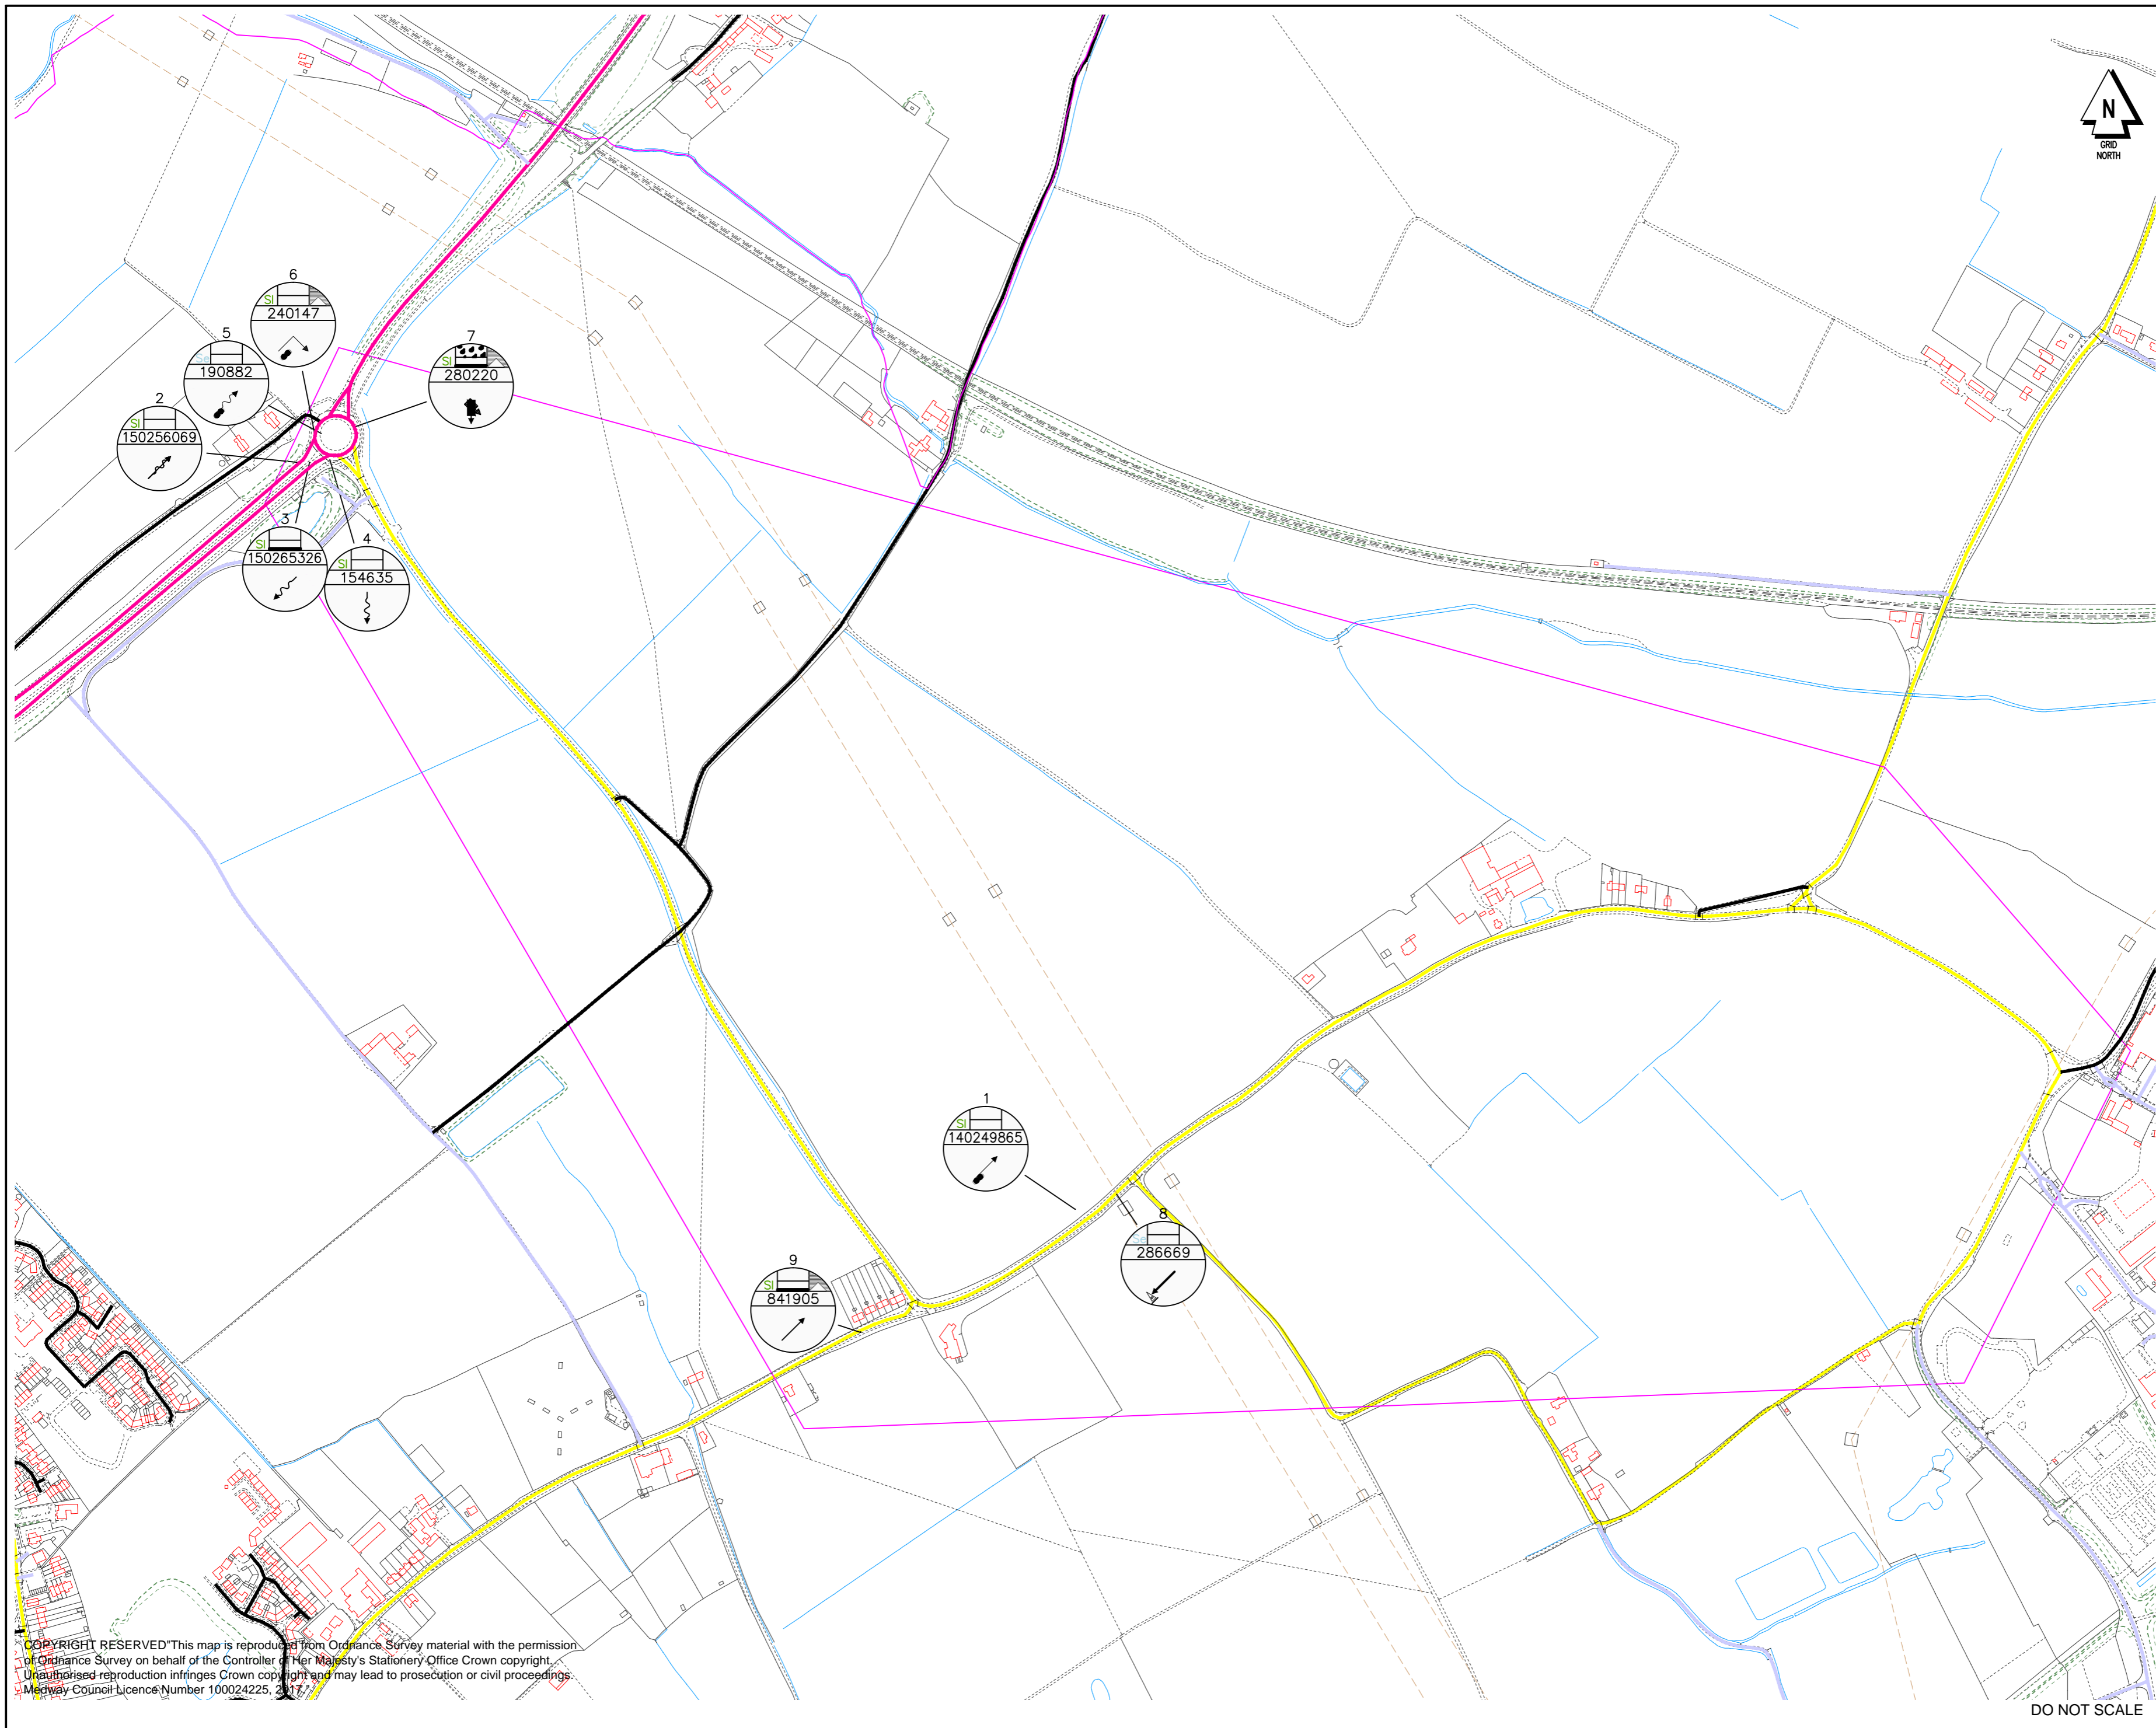 N
GRID
NORTH
6
SI
240147
5
Se
190882
7
SI
280220
2
SI
150256069
3
SI
150265326
4
SI
154635
1
SI
140249865
8
Se
286669
9
SI
841905
COPYRIGHT RESERVED"This map is reproduced from Ordnance Survey material with the permission
of Ordnance Survey on behalf of the Controller of Her Majesty's Stationery Office Crown copyright.
Unauthorised reproduction infringes Crown copyright and may lead to prosecution or civil proceedings.
Medway Council Licence Number 100024225, 2017."
DO NOT SCALE